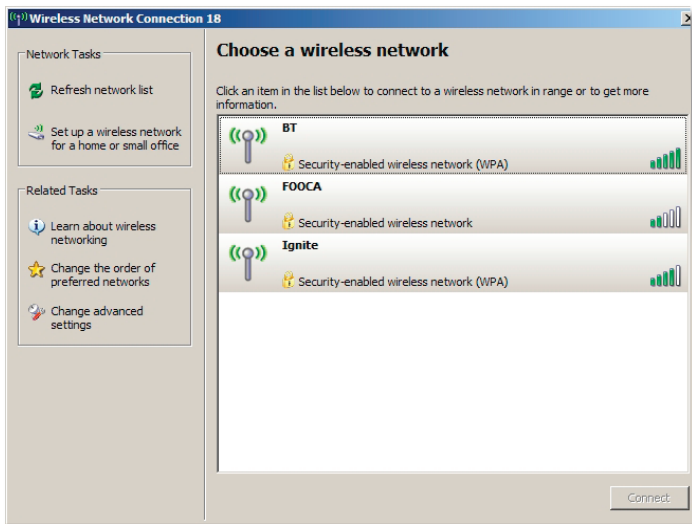 Wireless Network Connection 18
Network Tasks
Refresh network list
Set up a wireless network
for a home or small office
Related Tasks
Learn about wireless
networking
Change the order of
preferred networks
Change advanced
settings
Choose a wireless network
Click an item in the list below to connect to a wireless network in range or to get more
information.
BT
Security-enabled wireless network (WPA)
FOOCA
Security-enabled wireless network
Ignite
Security-enabled wireless network (WPA)
Connect